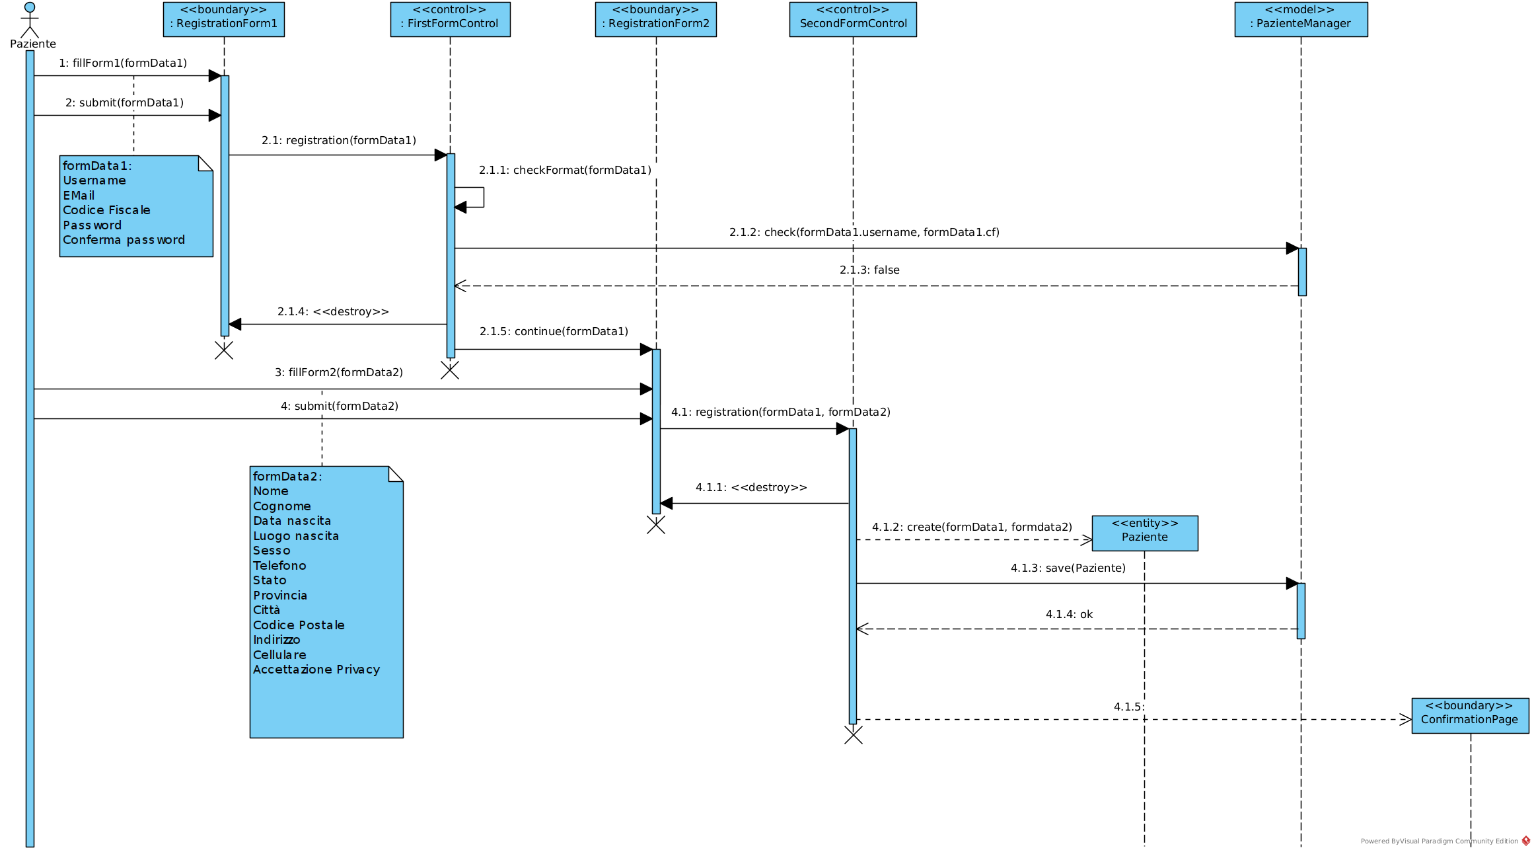 <<boundary>>
: RegistrationForm1
<<control>>
: FirstFormControl
<<boundary>>
: RegistrationForm2
<<control>>
SecondFormControl
<<model>>
: PazienteManager
Paziente
1: fillForm1(formData1)
2: submit(formData1)
2.1: registration(formData1)
formData1:
Username
EMail
Codice Fiscale
Password
Conferma password
2.1.1: checkFormat(formData1)
2.1.2: check(formData1.username, formData1.cf)
2.1.3: false
2.1.4: <<destroy>>
2.1.5: continue(formData1)
3: fillForm2(formData2)
4: submit(formData2)
4.1: registration(formData1, formData2)
formData2:
Nome
Cognome
Data nascita
Luogo nascita
Sesso
Telefono
Stato
Provincia
Città
Codice Postale
Indirizzo
Cellulare
Accettazione Privacy
4.1.1: <<destroy>>
4.1.2: create(formData1, formdata2)
<<entity>>
Paziente
4.1.3: save(Paziente)
4.1.4: ok
4.1.5:
<<boundary>>
ConfirmationPage
Powered ByVisual Paradigm Community Edition